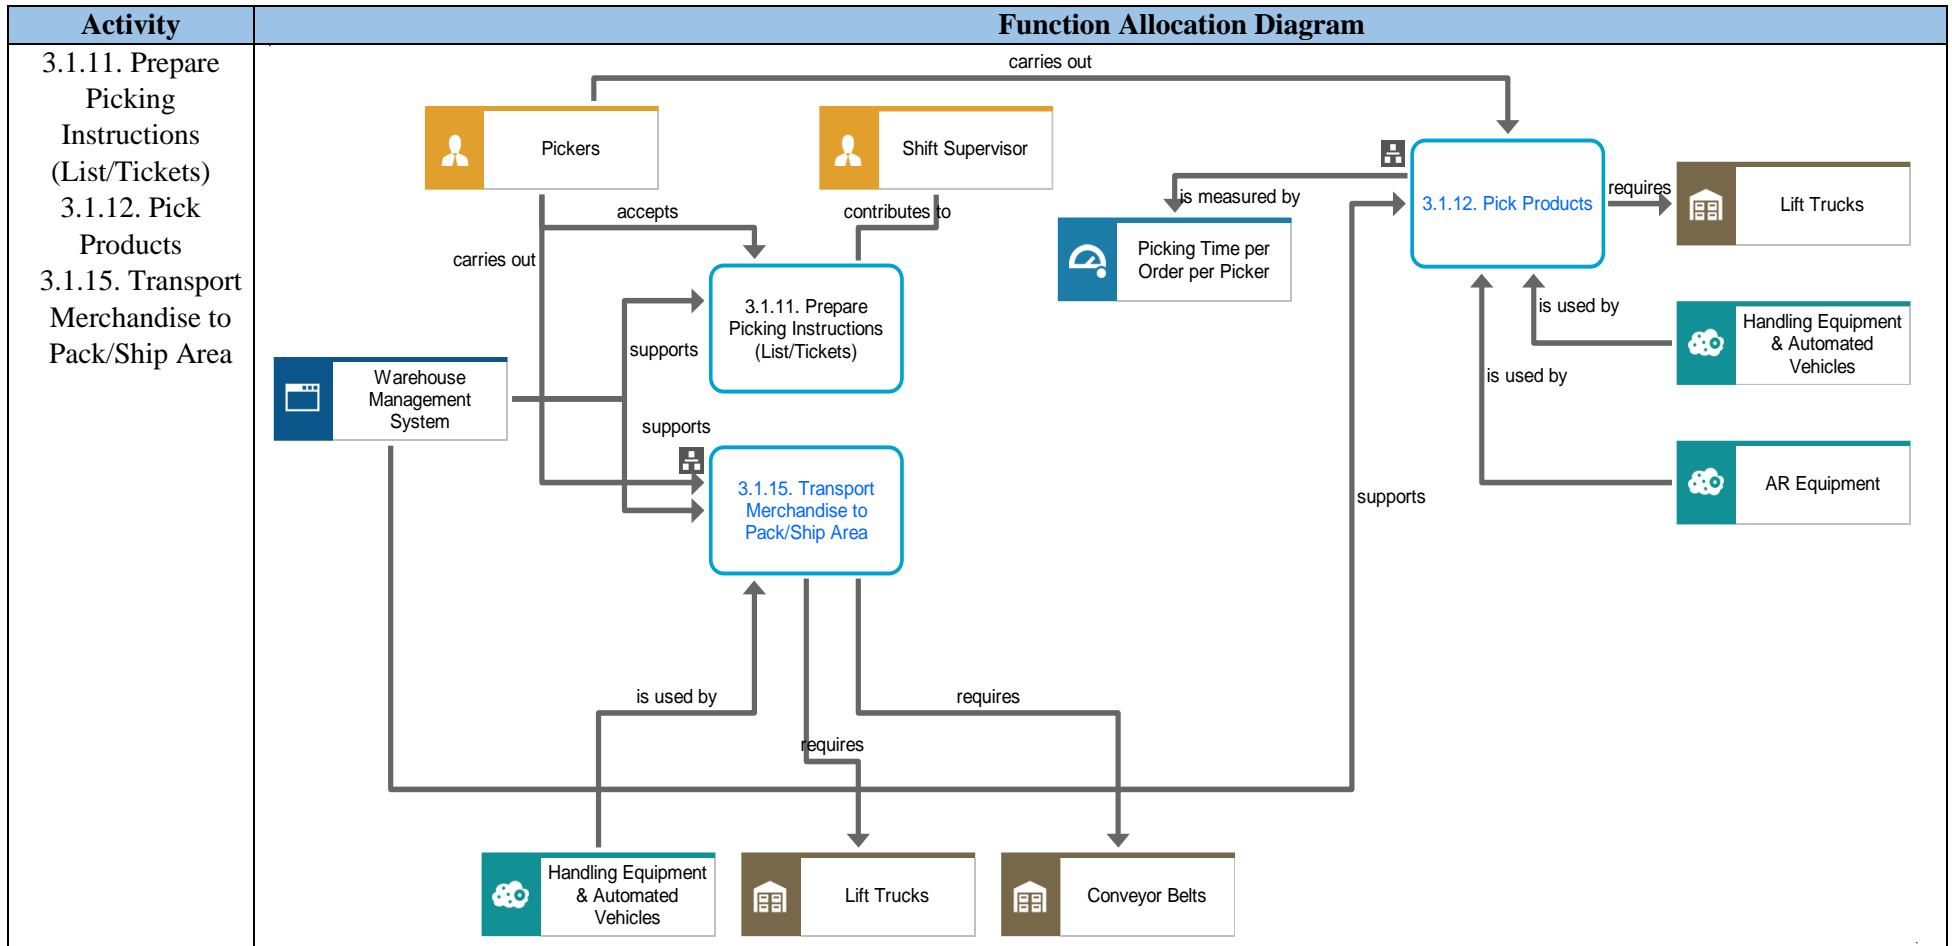 Activity
Function Allocation Diagram
3.1.11. Prepare
Picking
Instructions
(List/Tickets)
3.1.12. Pick
Products
3.1.15. Transport
Merchandise to
Pack/Ship Area
carries out
Pickers
Shift Supervisor
accepts
contributes to
carries out
is measured by
3.1.12. Pick Products
requires
Lift Trucks
Picking Time per
Order per Picker
3.1.11. Prepare
Picking Instructions
(List/Tickets)
is used by
Handling Equipment
& Automated
Vehicles
supports
Warehouse
Management
System
is used by
supports
3.1.15. Transport
Merchandise to
Pack/Ship Area
supports
AR Equipment
is used by
requires
requires
Handling Equipment
& Automated
Vehicles
Lift Trucks
Conveyor Belts